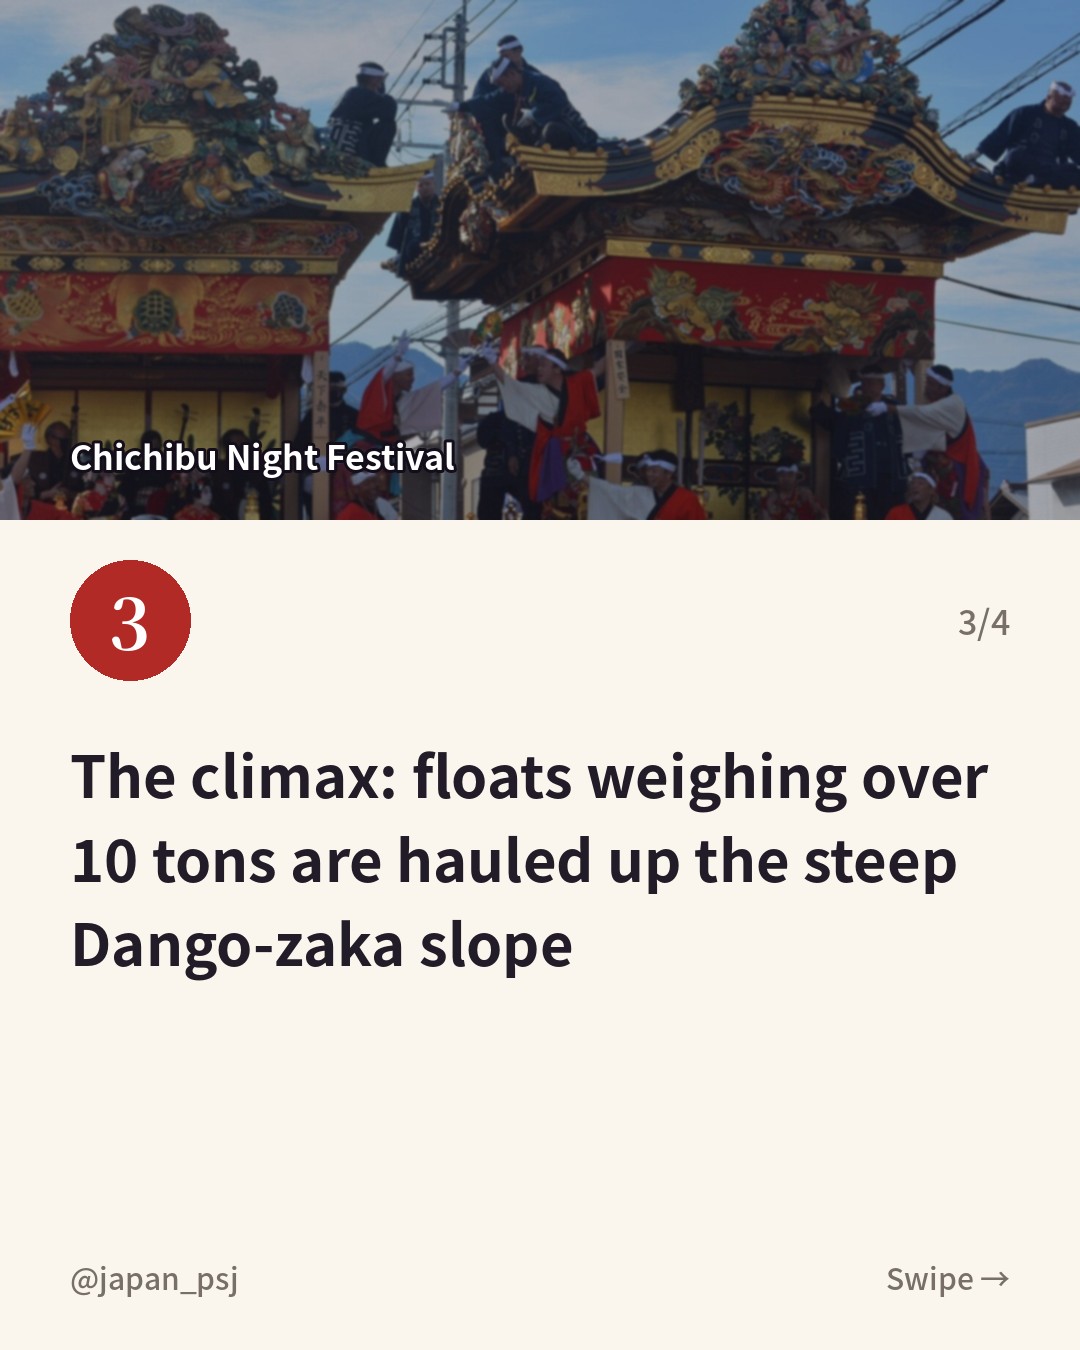 Chichibu Night Festival
3
3/4
The climax: floats weighing over
10 tons are hauled up the steep
Dango-zaka slope
@japan_psj
Swipe →